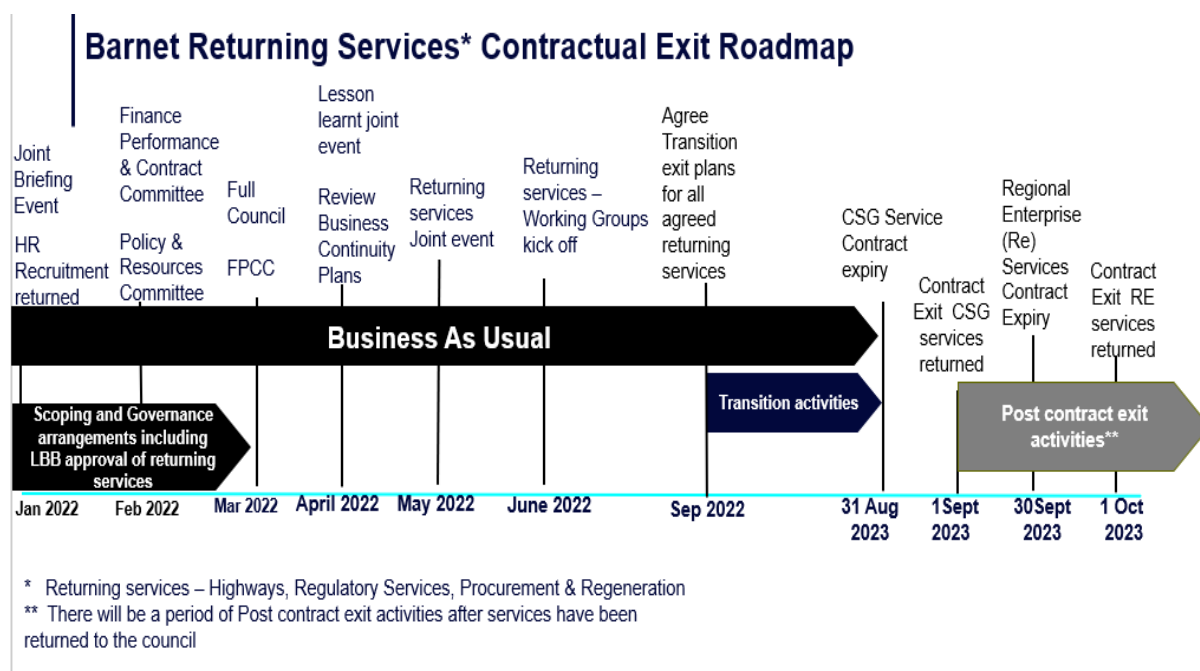 Barnet Returning Services* Contractual Exit Roadmap
Joint
Briefing
Event
HR
Recruitment
returned
Finance
Performance
& Contract
Committee
Policy &
Resources
Committee
Full
Council
FPCC
Lesson
learnt joint
event
Review
Business
Continuity
Plans
Returning
services
Joint event
Returning
services –
Working Groups
kick off
Agree
Transition
exit plans
for all
agreed
returning
services
CSG Service
Contract
expiry
Contract
Exit CSG
services
returned
Regional
Enterprise
(Re)
Services
Contract
Expiry
Contract
Exit RE
services
returned
Business As Usual
Scoping and Governance
arrangements including
LBB approval of returning
services
Transition activities
Post contract exit
activities**
Jan 2022
Feb 2022
Mar 2022
April 2022
May 2022
June 2022
Sep 2022
31 Aug
2023
1Sept
2023
30Sept
2023
1 Oct
2023
* Returning services – Highways, Regulatory Services, Procurement & Regeneration
** There will be a period of Post contract exit activities after services have been
returned to the council